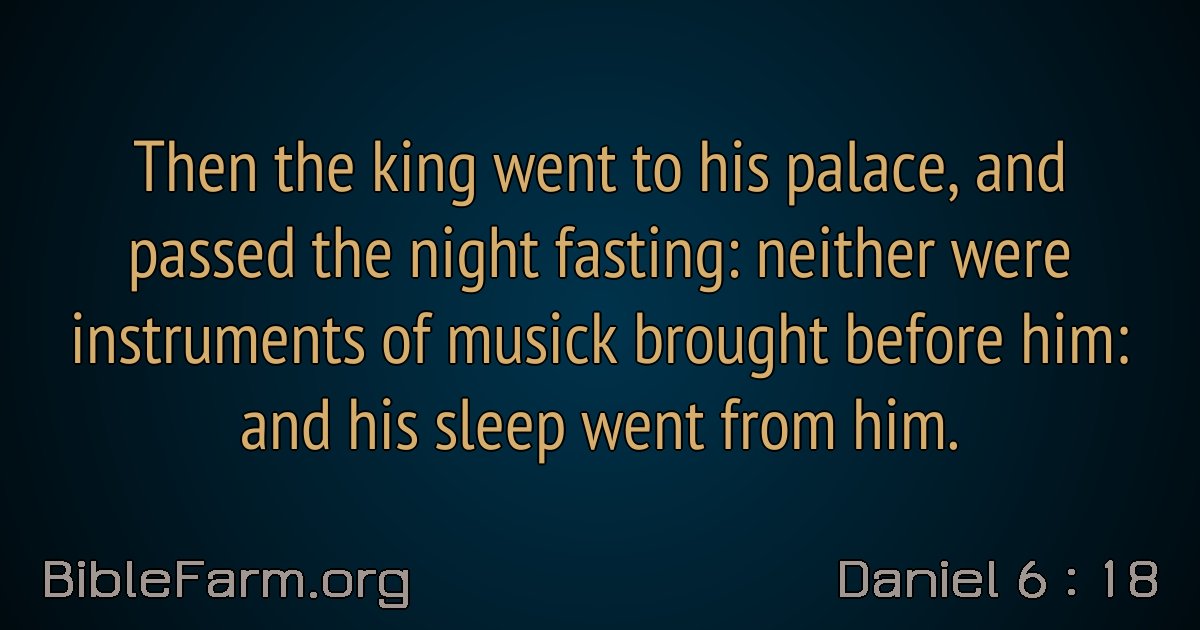 Then the king went to his palace, and
passed the night fasting: neither were
instruments of musick brought before him:
and his sleep went from him.
BibleFarm.org
Daniel 6 : 18